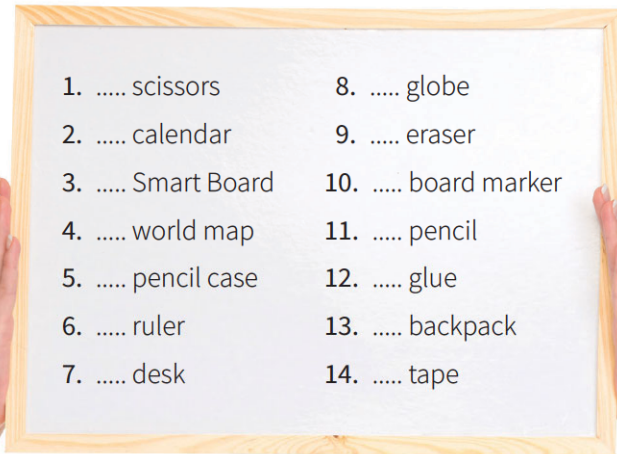 1. ..... scissors
2. ..... calendar
3. ..... Smart Board
4. ..... world map
5. ..... pencil case
6. ..... ruler
7. ..... desk
8. ..... globe
9. ..... eraser
10. ..... board marker
11. ..... pencil
12. ..... glue
13. ..... backpack
14. ..... tape